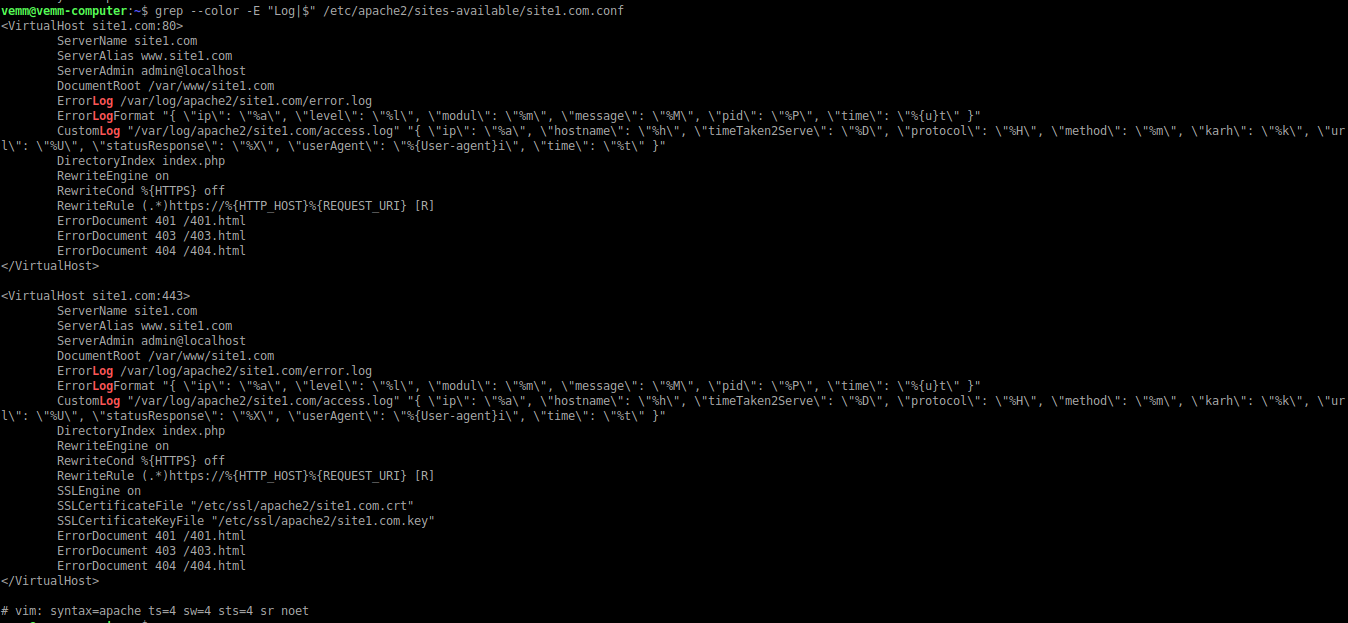 vemm@vemm-computer:~$ grep --color -E "Log|$" /etc/apache2/sites-available/site1.com.conf
<VirtualHost site1.com:80>
        ServerName site1.com
        ServerAlias www.site1.com
        ServerAdmin admin@localhost
        DocumentRoot /var/www/site1.com
        ErrorLog /var/log/apache2/site1.com/error.log
        ErrorLogFormat "{ \"ip\": \"%a\", \"level\": \"%l\", \"modul\": \"%m\", \"message\": \"%M\", \"pid\": \"%P\", \"time\": \"%{u}t\" }"
        CustomLog "/var/log/apache2/site1.com/access.log" "{ \"ip\": \"%a\", \"hostname\": \"%h\", \"timeTaken2Serve\": \"%D\", \"protocol\": \"%H\", \"method\": \"%m\", \"karh\": \"%k\", \"ur
l\": \"%U\", \"statusResponse\": \"%X\", \"userAgent\": \"%{User-agent}i\", \"time\": \"%t\" }"
        DirectoryIndex index.php
        RewriteEngine on
        RewriteCond %{HTTPS} off
        RewriteRule (.*)https://%{HTTP_HOST}%{REQUEST_URI} [R]
        ErrorDocument 401 /401.html
        ErrorDocument 403 /403.html
        ErrorDocument 404 /404.html
</VirtualHost>

<VirtualHost site1.com:443>
        ServerName site1.com
        ServerAlias www.site1.com
        ServerAdmin admin@localhost
        DocumentRoot /var/www/site1.com
        ErrorLog /var/log/apache2/site1.com/error.log
        ErrorLogFormat "{ \"ip\": \"%a\", \"level\": \"%l\", \"modul\": \"%m\", \"message\": \"%M\", \"pid\": \"%P\", \"time\": \"%{u}t\" }"
        CustomLog "/var/log/apache2/site1.com/access.log" "{ \"ip\": \"%a\", \"hostname\": \"%h\", \"timeTaken2Serve\": \"%D\", \"protocol\": \"%H\", \"method\": \"%m\", \"karh\": \"%k\", \"ur
l\": \"%U\", \"statusResponse\": \"%X\", \"userAgent\": \"%{User-agent}i\", \"time\": \"%t\" }"
        DirectoryIndex index.php
        RewriteEngine on
        RewriteCond %{HTTPS} off
        RewriteRule (.*)https://%{HTTP_HOST}%{REQUEST_URI} [R]
        SSLEngine on
        SSLCertificateFile "/etc/ssl/apache2/site1.com.crt"
        SSLCertificateKeyFile "/etc/ssl/apache2/site1.com.key"
        ErrorDocument 401 /401.html
        ErrorDocument 403 /403.html
        ErrorDocument 404 /404.html
</VirtualHost>

# vim: syntax=apache ts=4 sw=4 sts=4 sr noet